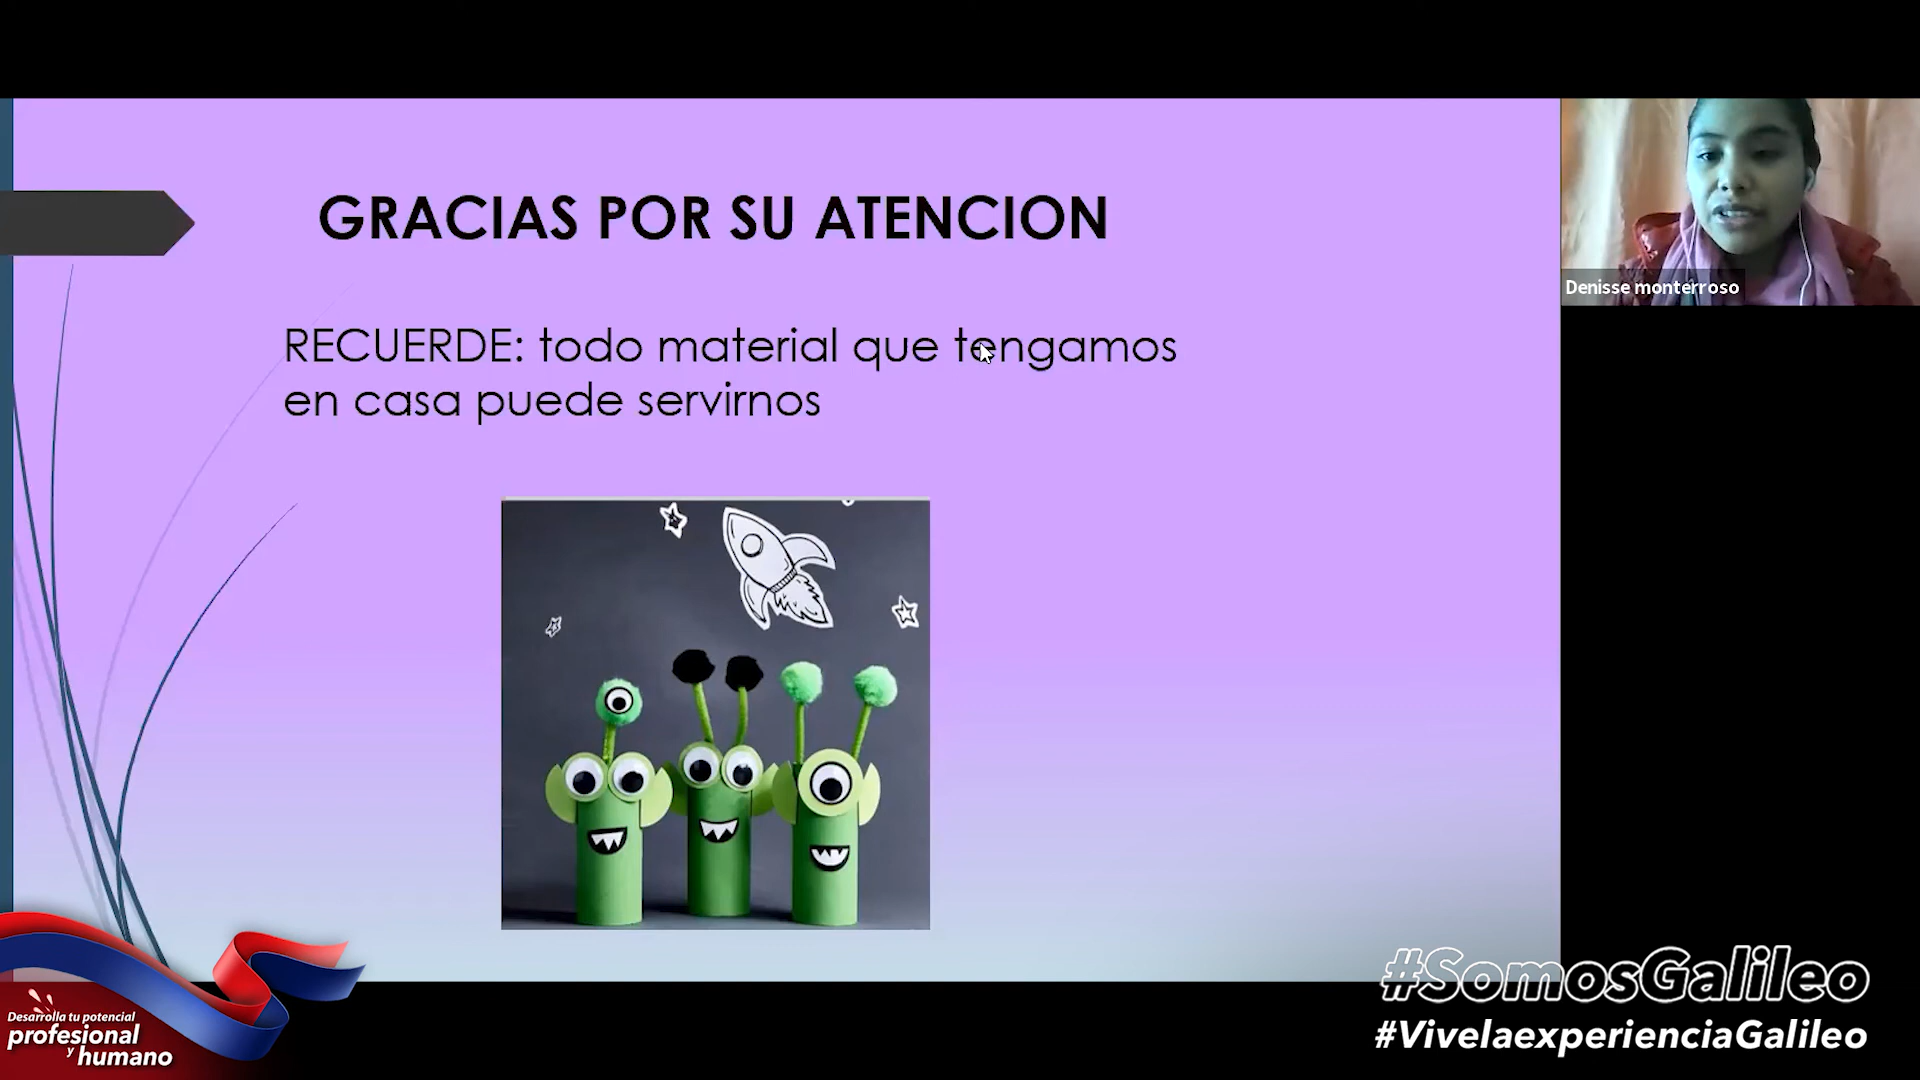 GRACIAS POR SU ATENCION
RECUERDE: todo material que tengamos
en casa puede servirnos
Denisse monterroso
Desarrolla tu potencial
profesional
y humano
#SomosGalileo
#VivelaexperienciaGalileo